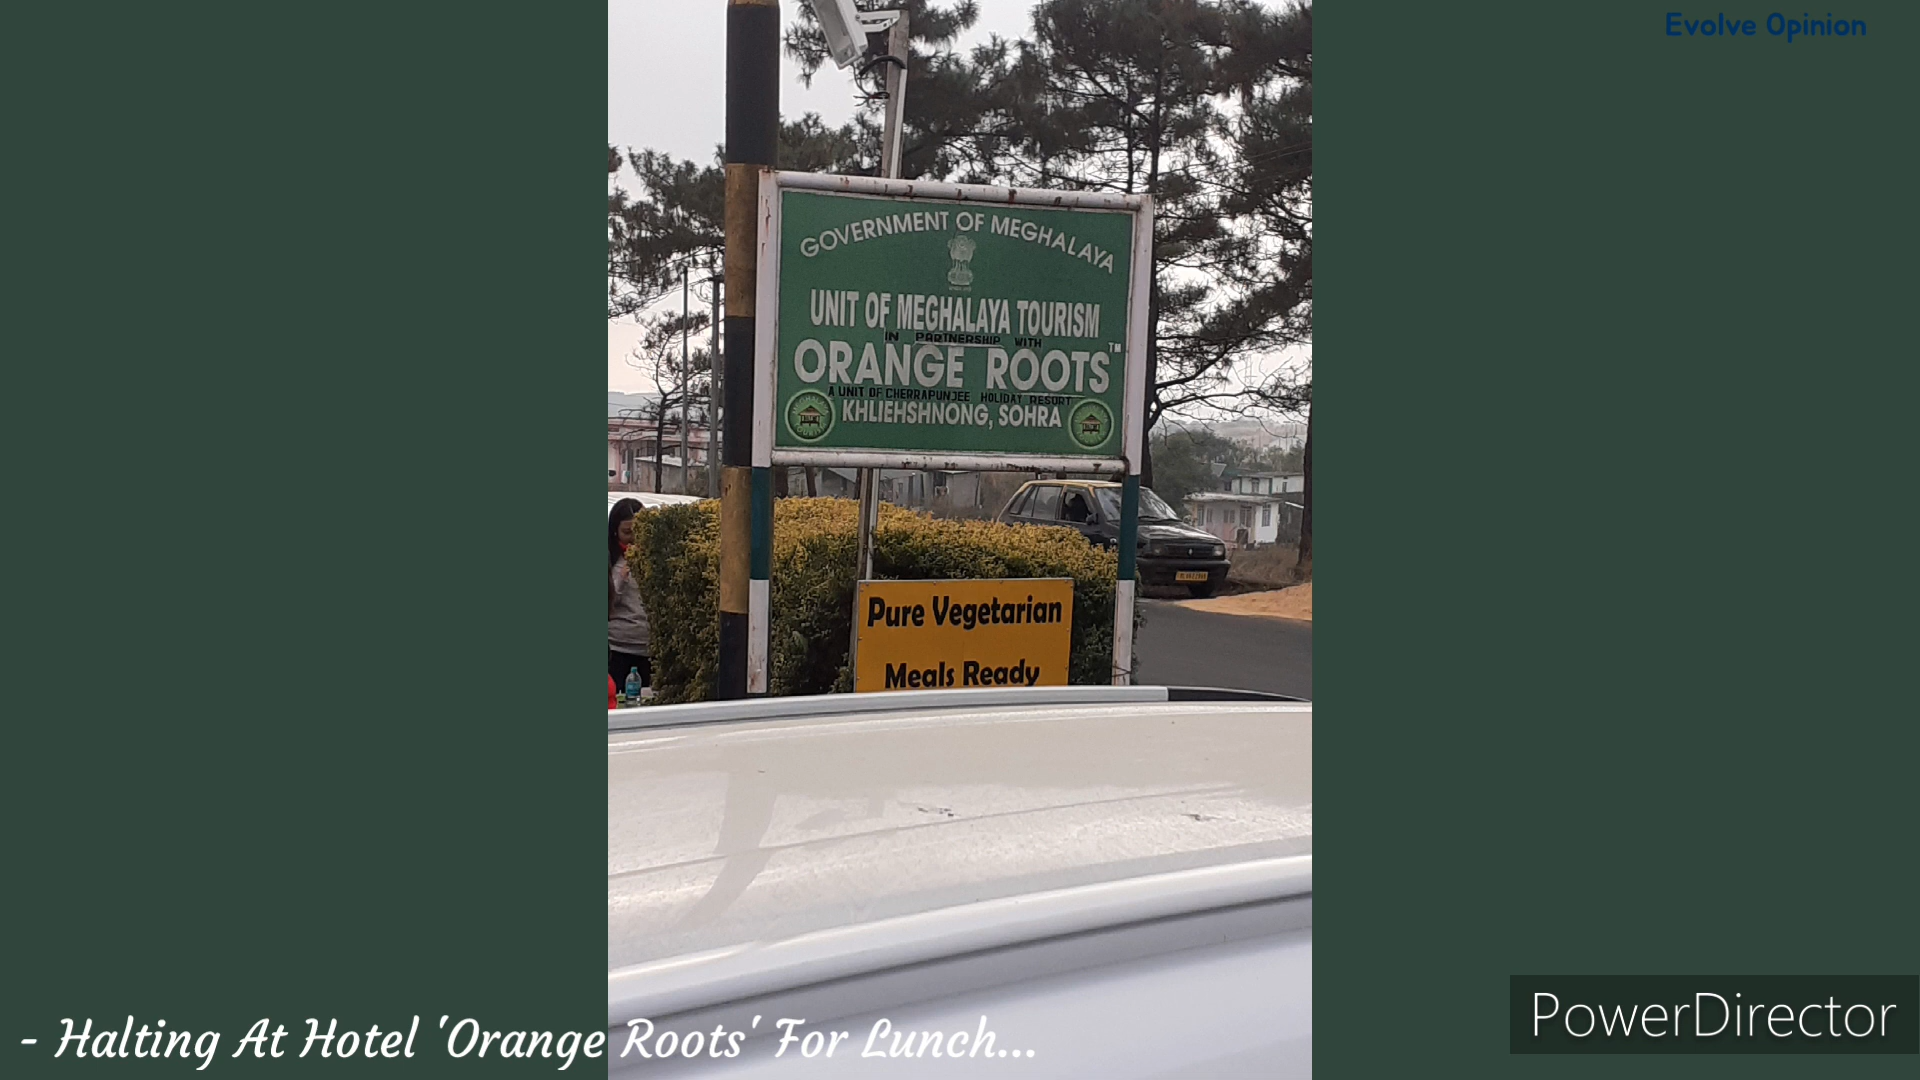 Evolve Opinion
GOVERNMENT OF MEGHALAYA
UNIT OF MEGHALAYA TOURISM
IN PARTNERSHIP WITH
ORANGE ROOTS™
A UNIT OF CHERRAPUNJEE HOLIDAY RESORT
KHLIEHSHNONG, SOHRA
Pure Vegetarian
Meals Ready
- Halting At Hotel 'Orange Roots' For Lunch...
PowerDirector